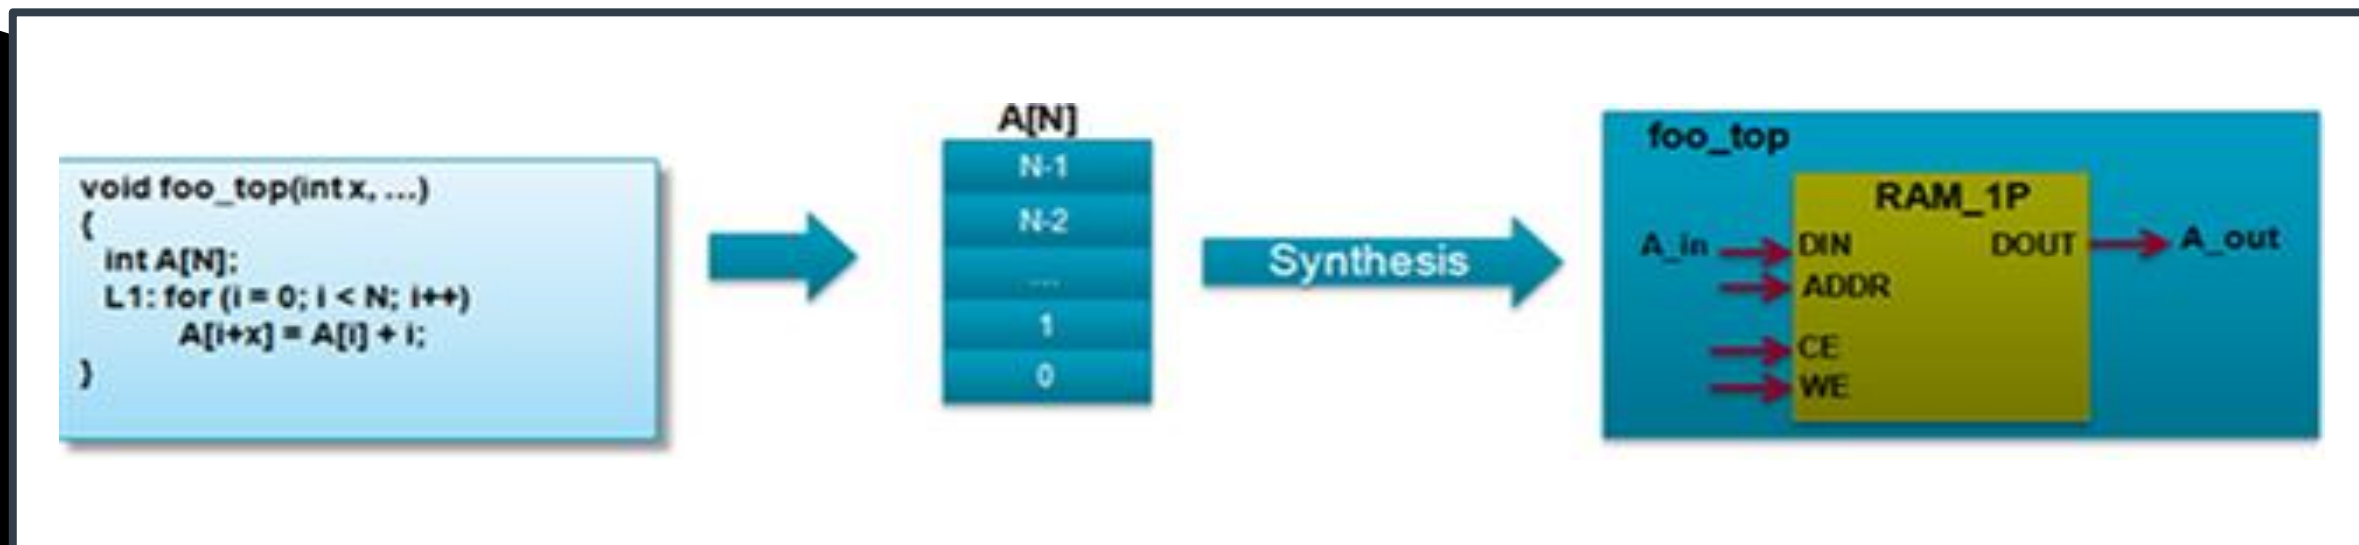 void foo_top(int x, ...)
{
int A[N];
L1: for (i = 0; i < N; i++)
A[i+x] = A[i] + i;
}
A[N]
N-1
N-2
...
1
0
Synthesis
foo_top
RAM_1P
A_in
DIN
DOUT
A_out
ADDR
CE
WE